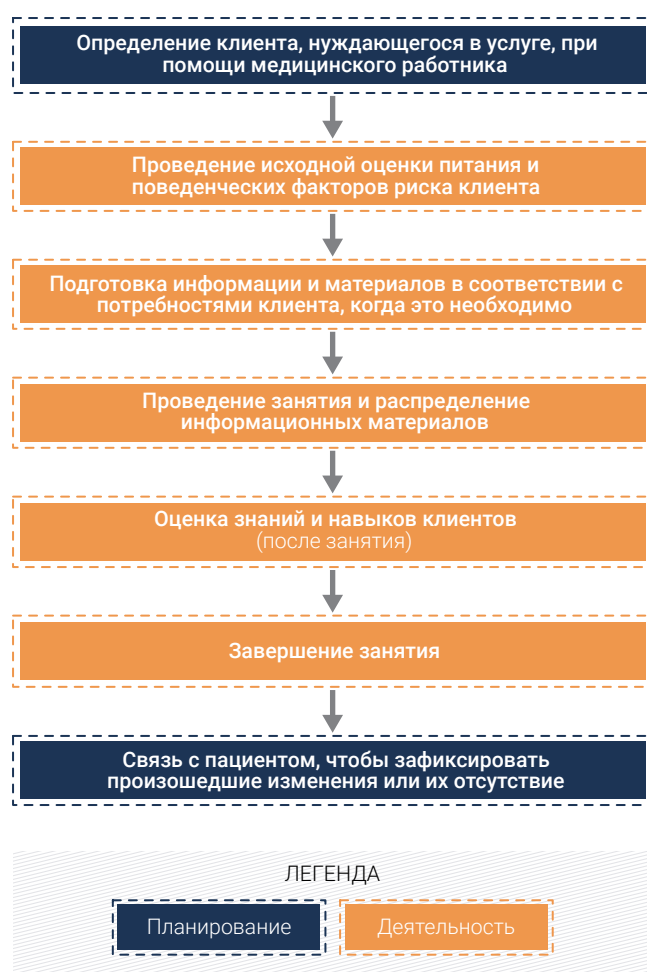 Определение клиента, нуждающегося в услуге, при
помощи медицинского работника
Проведение исходной оценки питания и
поведенческих факторов риска клиента
Подготовка информации и материалов в соответствии с
потребностями клиента, когда это необходимо
Проведение занятия и распределение
информационных материалов
Оценка знаний и навыков клиентов
(после занятия)
Завершение занятия
Связь с пациентом, чтобы зафиксировать
произошедшие изменения или их отсутствие
ЛЕГЕНДА
Планирование
Деятельность